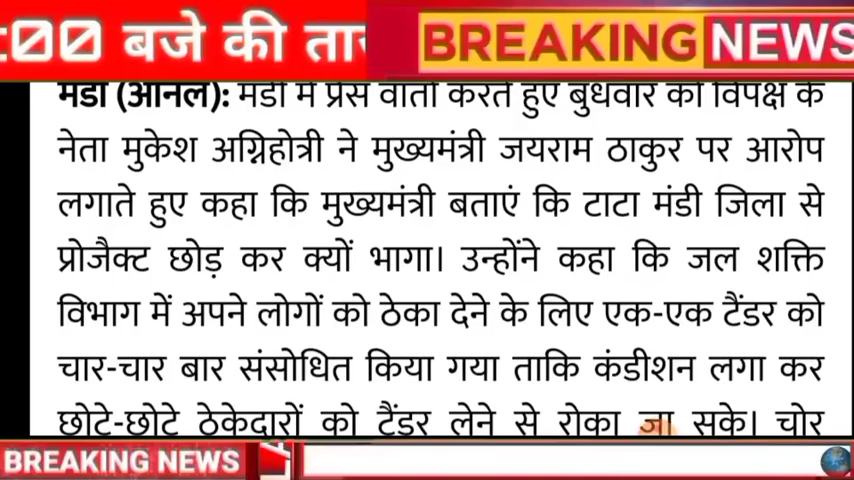 :00 बजे की
BREAKING NEWS
मंडी (अनिल): मंडी में प्रेस वार्ता करते हुए बुधवार को विपक्ष के
नेता मुकेश अग्निहोत्री ने मुख्यमंत्री जयराम ठाकुर पर आरोप
लगाते हुए कहा कि मुख्यमंत्री बताएं कि टाटा मंडी जिला से
प्रोजैक्ट छोड़ कर क्यों भागा। उन्होंने कहा कि जल शक्ति
विभाग में अपने लोगों को ठेका देने के लिए एक-एक टैंडर को
चार-चार बार संसोधित किया गया ताकि कंडीशन लगा कर
छोटे-छोटे ठेकेदारों को टैंडर लेने से रोका जा सके। चोर
BREAKING NEWS